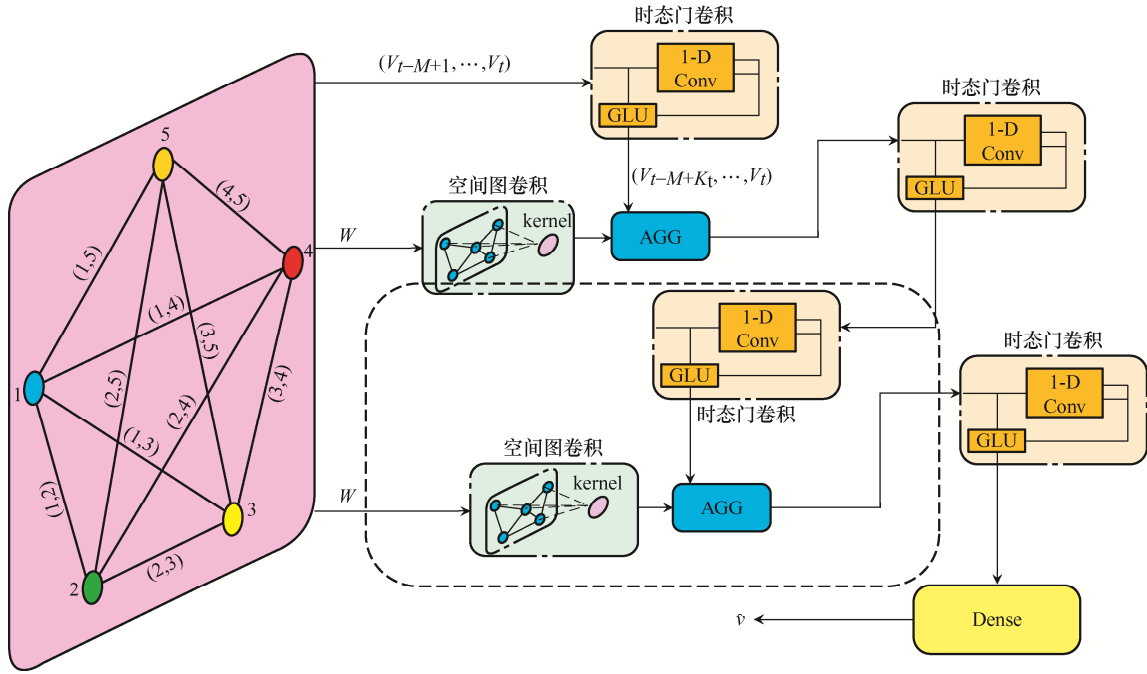 时态门卷积
1-D
Conv
GLU
(V_{t−M+1}, ⋯, V_t)
时态门卷积
1-D
Conv
GLU
(V_{t−M+K_t}, ⋯, V_t)
空间图卷积
kernel
AGG
W
5
(4,5)
4
(1,5)
(1,4)
(3,5)
(2,5)
(2,4)
(3,4)
1
(1,3)
(1,2)
3
(2,3)
2
1-D
Conv
GLU
时态门卷积
时态门卷积
1-D
Conv
GLU
空间图卷积
kernel
AGG
W
Dense
v̂